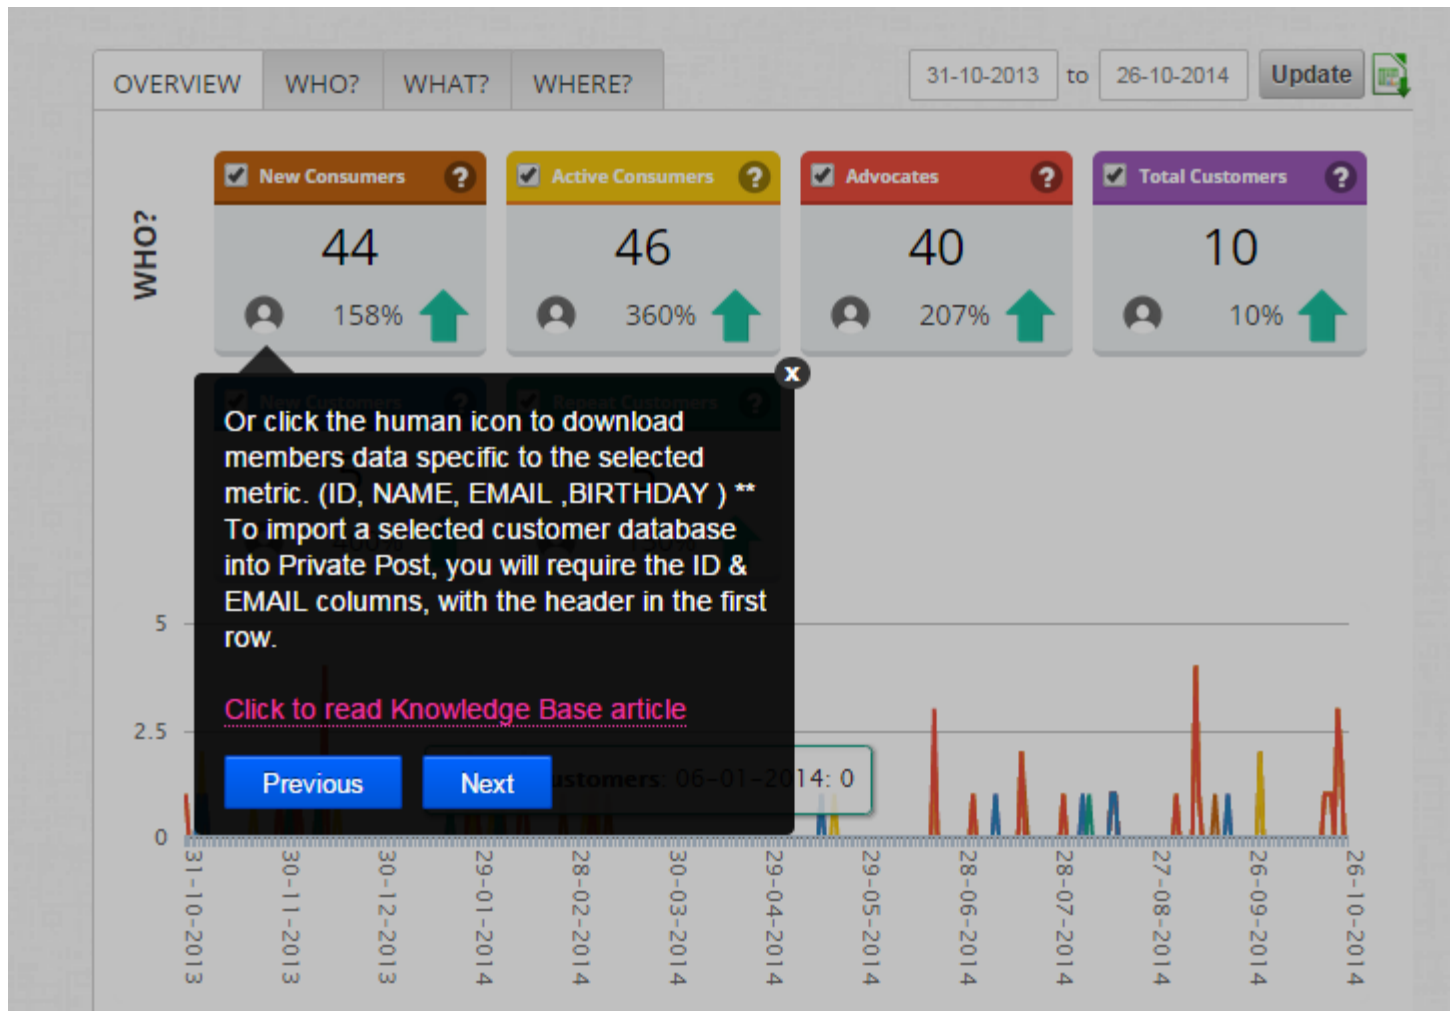 OVERVIEW WHO? WHAT? WHERE? 31-10-2013 to 26-10-2014 Update
New Consumers ? Active Consumers ? Advocates ? Total Customers ?
WHO?
44 46 40 10
158% 360% 207% 10%
x
New Customers ? Repeat Customers ?
Or click the human icon to download
members data specific to the selected
metric. (ID, NAME, EMAIL ,BIRTHDAY ) **
To import a selected customer database
into Private Post, you will require the ID &
EMAIL columns, with the header in the first
row.
Click to read Knowledge Base article
Previous Next
ustomers: 06-01-2014: 0
5
2.5
0
31-10-2013
30-11-2013
30-12-2013
29-01-2014
28-02-2014
30-03-2014
29-04-2014
29-05-2014
28-06-2014
28-07-2014
27-08-2014
26-09-2014
26-10-2014